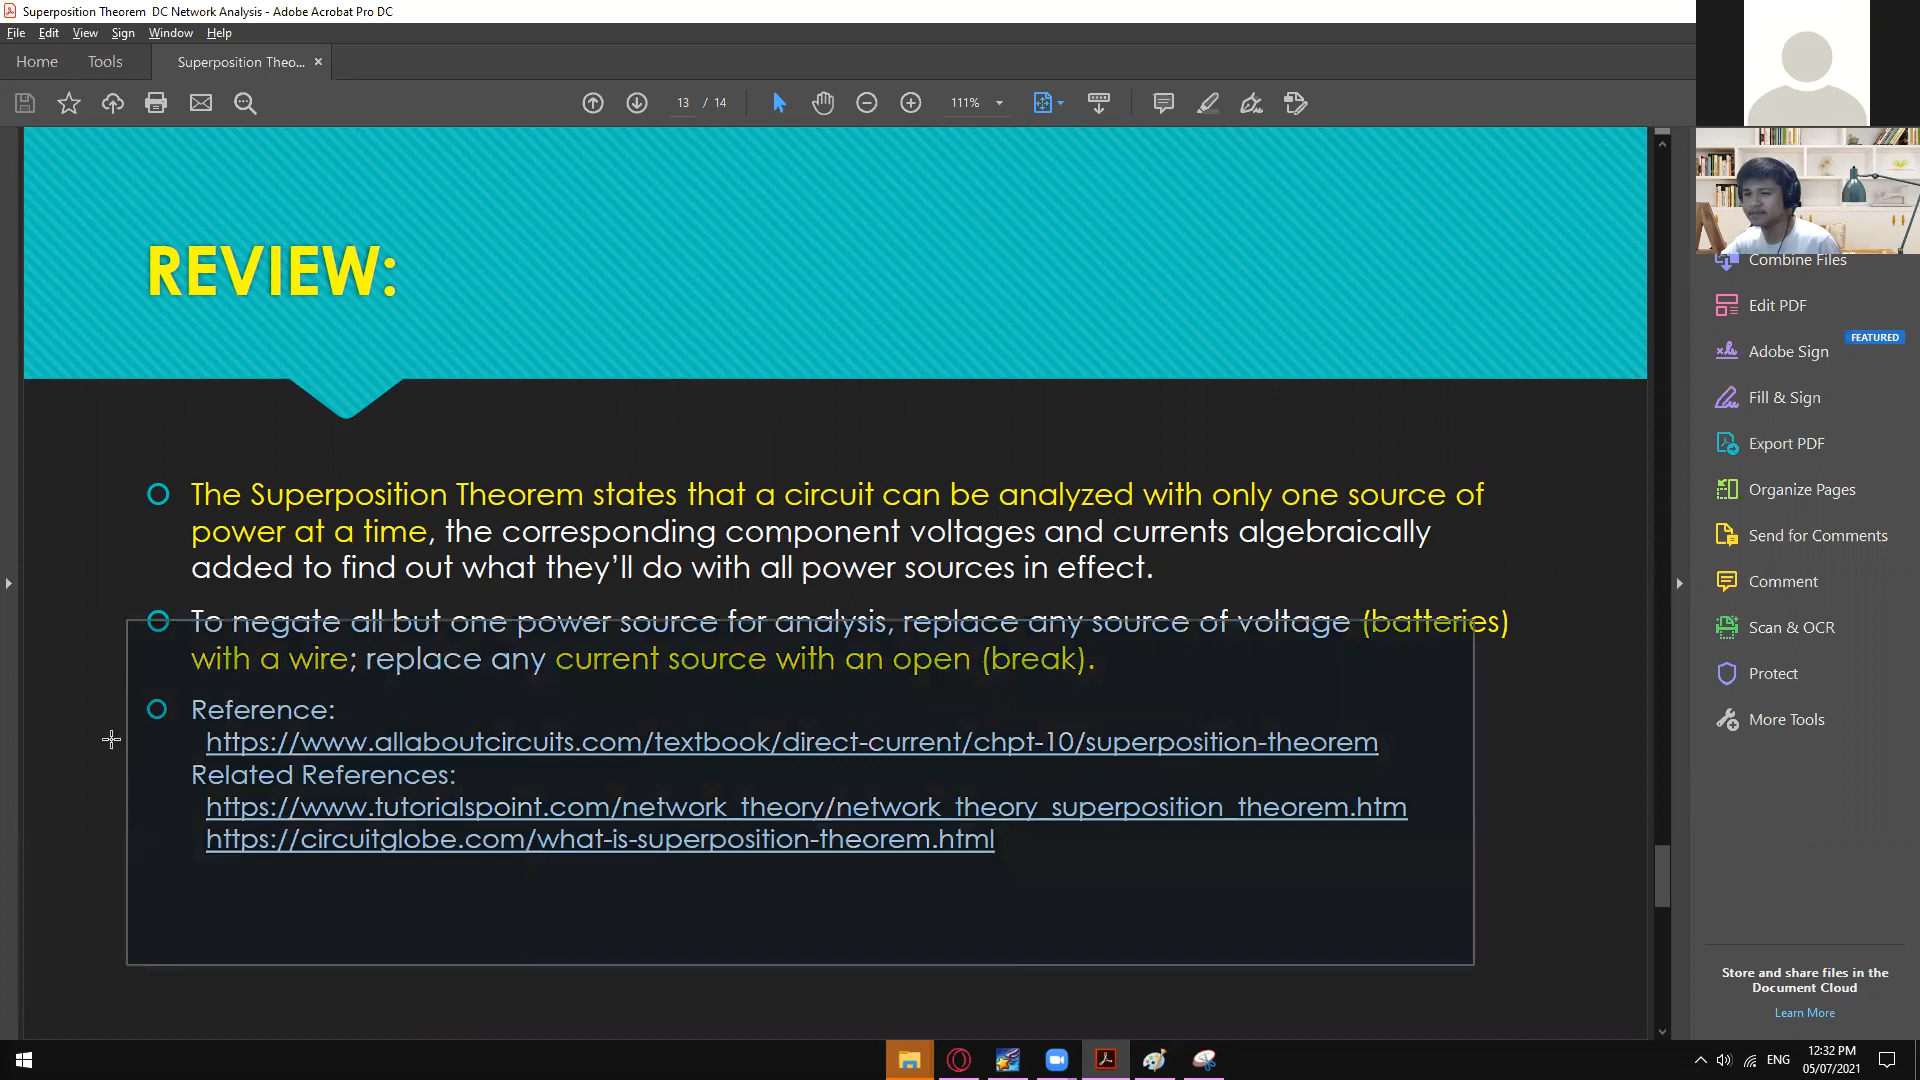 Superposition Theorem  DC Network Analysis - Adobe Acrobat Pro DC
File Edit View Sign Window Help
Home Tools Superposition Theo... ×
13 / 14 111%
REVIEW:
The Superposition Theorem states that a circuit can be analyzed with only one source of
power at a time, the corresponding component voltages and currents algebraically
added to find out what they’ll do with all power sources in effect.
To negate all but one power source for analysis, replace any source of voltage (batteries)
with a wire; replace any current source with an open (break).
Reference:
https://www.allaboutcircuits.com/textbook/direct-current/chpt-10/superposition-theorem
Related References:
https://www.tutorialspoint.com/network_theory/network_theory_superposition_theorem.htm
https://circuitglobe.com/what-is-superposition-theorem.html
Combine Files
Edit PDF
FEATURED
Adobe Sign
Fill & Sign
Export PDF
Organize Pages
Send for Comments
Comment
Scan & OCR
Protect
More Tools
Store and share files in the
Document Cloud
Learn More
ENG
12:32 PM
05/07/2021